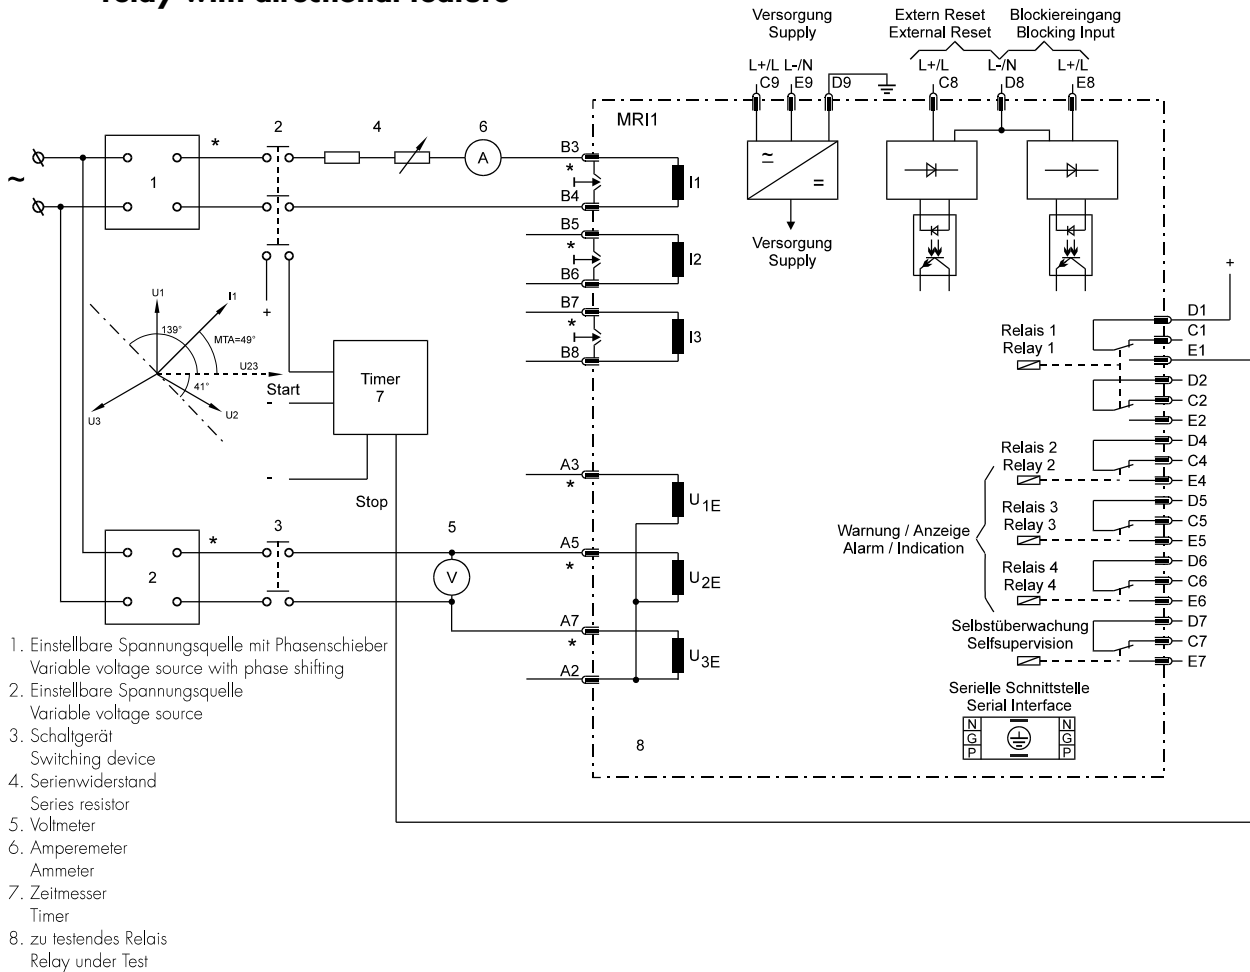 relay with directional feature
Versorgung
Supply
Extern Reset
External Reset
Blockiereingang
Blocking Input
L+/L L-/N
C9 E9 D9
L+/L L-/N L+/L
C8 D8 E8
MRI1
~
1
*
2
4
6
A
B3
*
B4
I1
B5
*
B6
I2
B7
*
B8
I3
≃
=
Versorgung
Supply
+
+
U1
I1
139°
MTA=49°
U23
41°
U2
U3
Start
-
Timer
7
-
Stop
Relais 1
Relay 1
D1
C1
E1
D2
C2
E2
Relais 2
Relay 2
D4
C4
E4
Relais 3
Relay 3
D5
C5
E5
Warnung / Anzeige
Alarm / Indication
Relais 4
Relay 4
D6
C6
E6
Selbstüberwachung
Selfsupervision
D7
C7
E7
A3
*
U1E
2
*
3
5
V
A5
*
U2E
A7
*
A2
U3E
8
Serielle Schnittstelle
Serial Interface
N N
G G
P P
1. Einstellbare Spannungsquelle mit Phasenschieber
Variable voltage source with phase shifting
2. Einstellbare Spannungsquelle
Variable voltage source
3. Schaltgerät
Switching device
4. Serienwiderstand
Series resistor
5. Voltmeter
6. Amperemeter
Ammeter
7. Zeitmesser
Timer
8. zu testendes Relais
Relay under Test